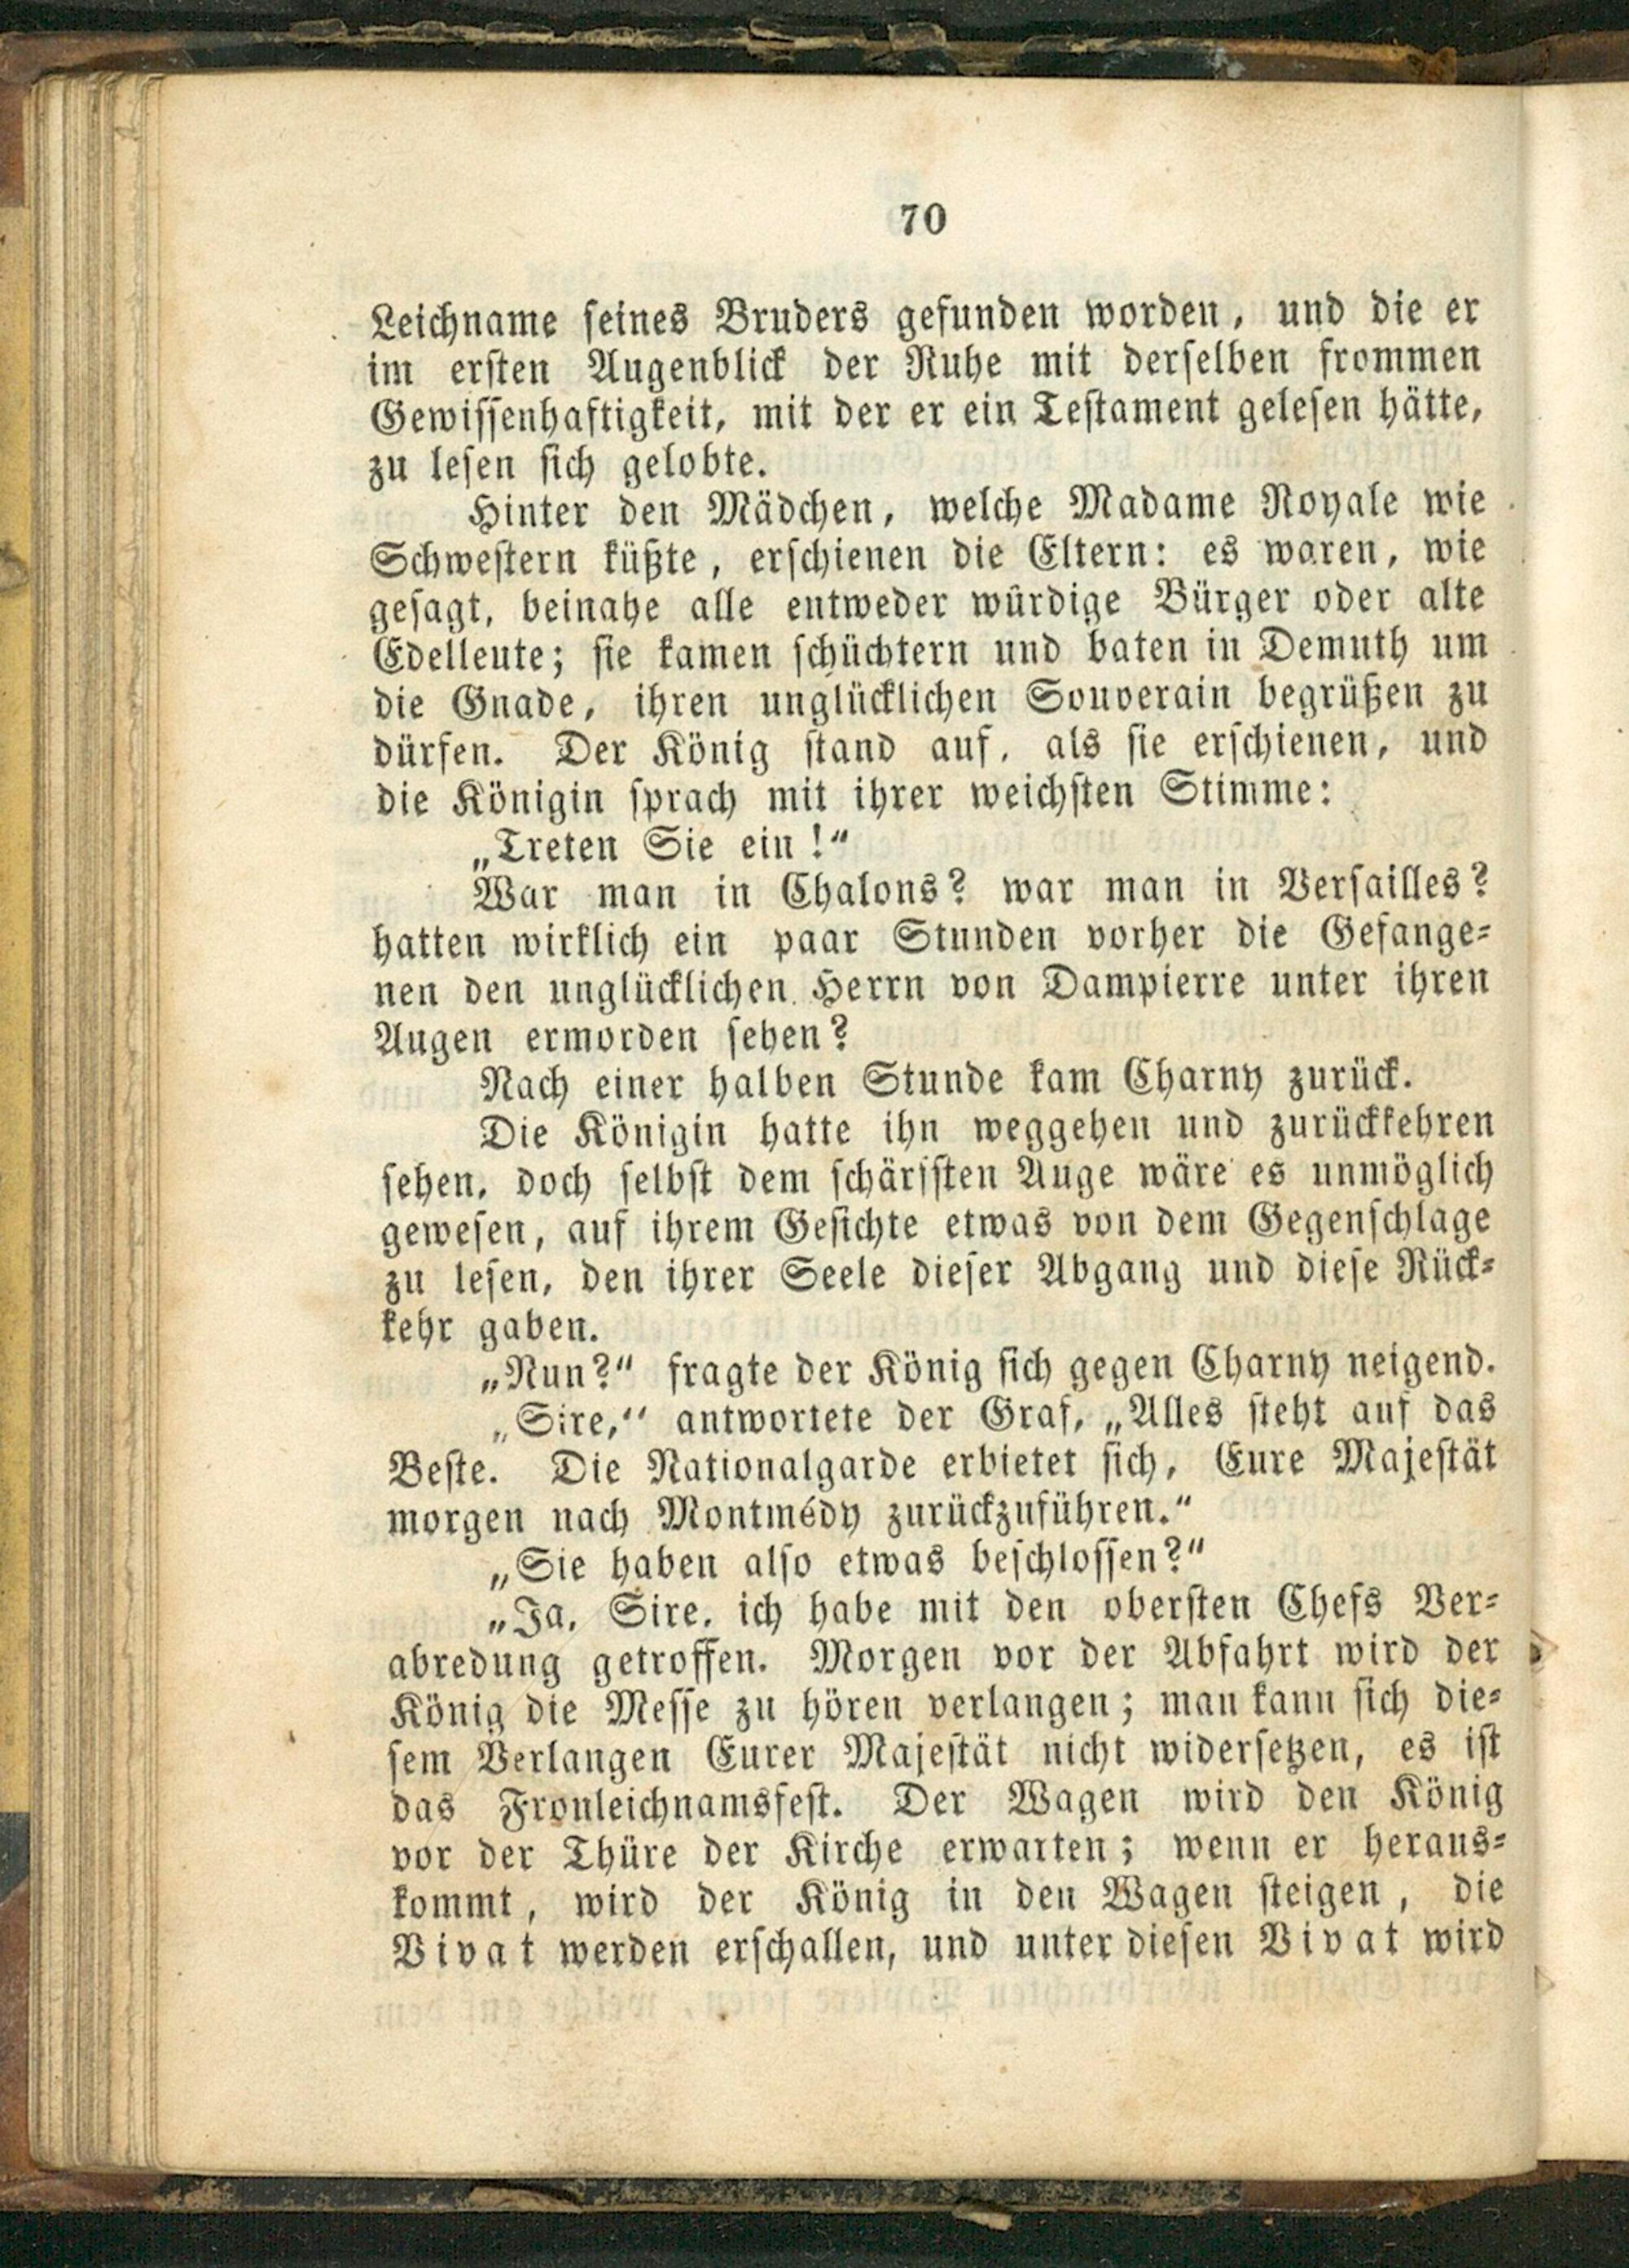 70
Leichname seines Bruders gefunden worden, und die er
im ersten Augenblick der Ruhe mit derselben frommen
Gewissenhaftigkeit, mit der er ein Testament gelesen hätte,
zu lesen sich gelobte.
Hinter den Mädchen, welche Madame Royale wie
Schwestern küßte, erschienen die Eltern: es waren, wie
gesagt, beinahe alle entweder würdige Bürger oder alte
Edelleute; sie kamen schüchtern und baten in Demuth um
die Gnade, ihren unglücklichen Souverain begrüßen zu
dürfen. Der König stand auf, als sie erschienen, und
die Königin sprach mit ihrer weichsten Stimme:
„Treten Sie ein!“
War man in Chalons? war man in Versailles?
hatten wirklich ein paar Stunden vorher die Gefange-
nen den unglücklichen Herrn von Dampierre unter ihren
Augen ermorden sehen?
Nach einer halben Stunde kam Charny zurück.
Die Königin hatte ihn weggehen und zurückkehren
sehen, doch selbst dem schärfsten Auge wäre es unmöglich
gewesen, auf ihrem Gesichte etwas von dem Gegenschlage
zu lesen, den ihrer Seele dieser Abgang und diese Rück-
kehr gaben.
„Nun?“ fragte der König sich gegen Charny neigend.
„Sire,“ antwortete der Graf, „Alles steht auf das
Beste. Die Nationalgarde erbietet sich, Eure Majestät
morgen nach Montmédy zurückzuführen.“
„Sie haben also etwas beschlossen?“
„Ja, Sire, ich habe mit den obersten Chefs Ver-
abredung getroffen. Morgen vor der Abfahrt wird der
König die Messe zu hören verlangen; man kann sich die-
sem Verlangen Eurer Majestät nicht widersetzen, es ist
das Fronleichnamsfest. Der Wagen wird den König
vor der Thüre der Kirche erwarten; wenn er heraus-
kommt, wird der König in den Wagen steigen, die
Vivat werden erschallen, und unter diesen Vivat wird